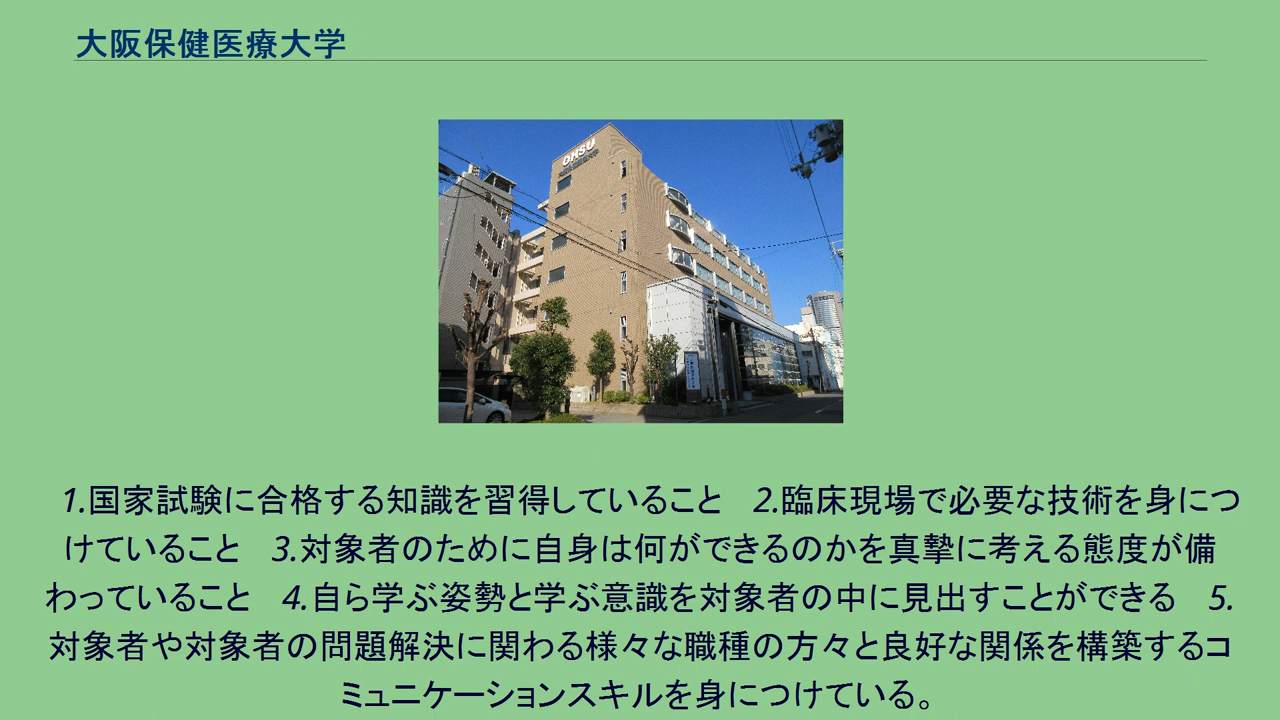 大阪保健医療大学
OHSU
1.国家試験に合格する知識を習得していること　2.臨床現場で必要な技術を身につ
けていること　3.対象者のために自身は何ができるのかを真摯に考える態度が備
わっていること　4.自ら学ぶ姿勢と学ぶ意識を対象者の中に見出すことができる　5.
対象者や対象者の問題解決に関わる様々な職種の方々と良好な関係を構築するコ
ミュニケーションスキルを身につけている。